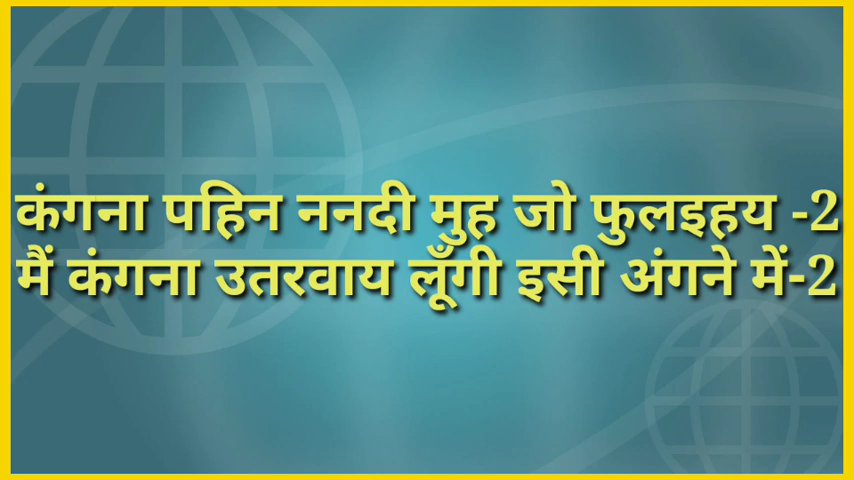 कंगना पहिन ननदी मुह जो फुलइहय -2
मैं कंगना उतरवाय लूँगी इसी अंगने में-2